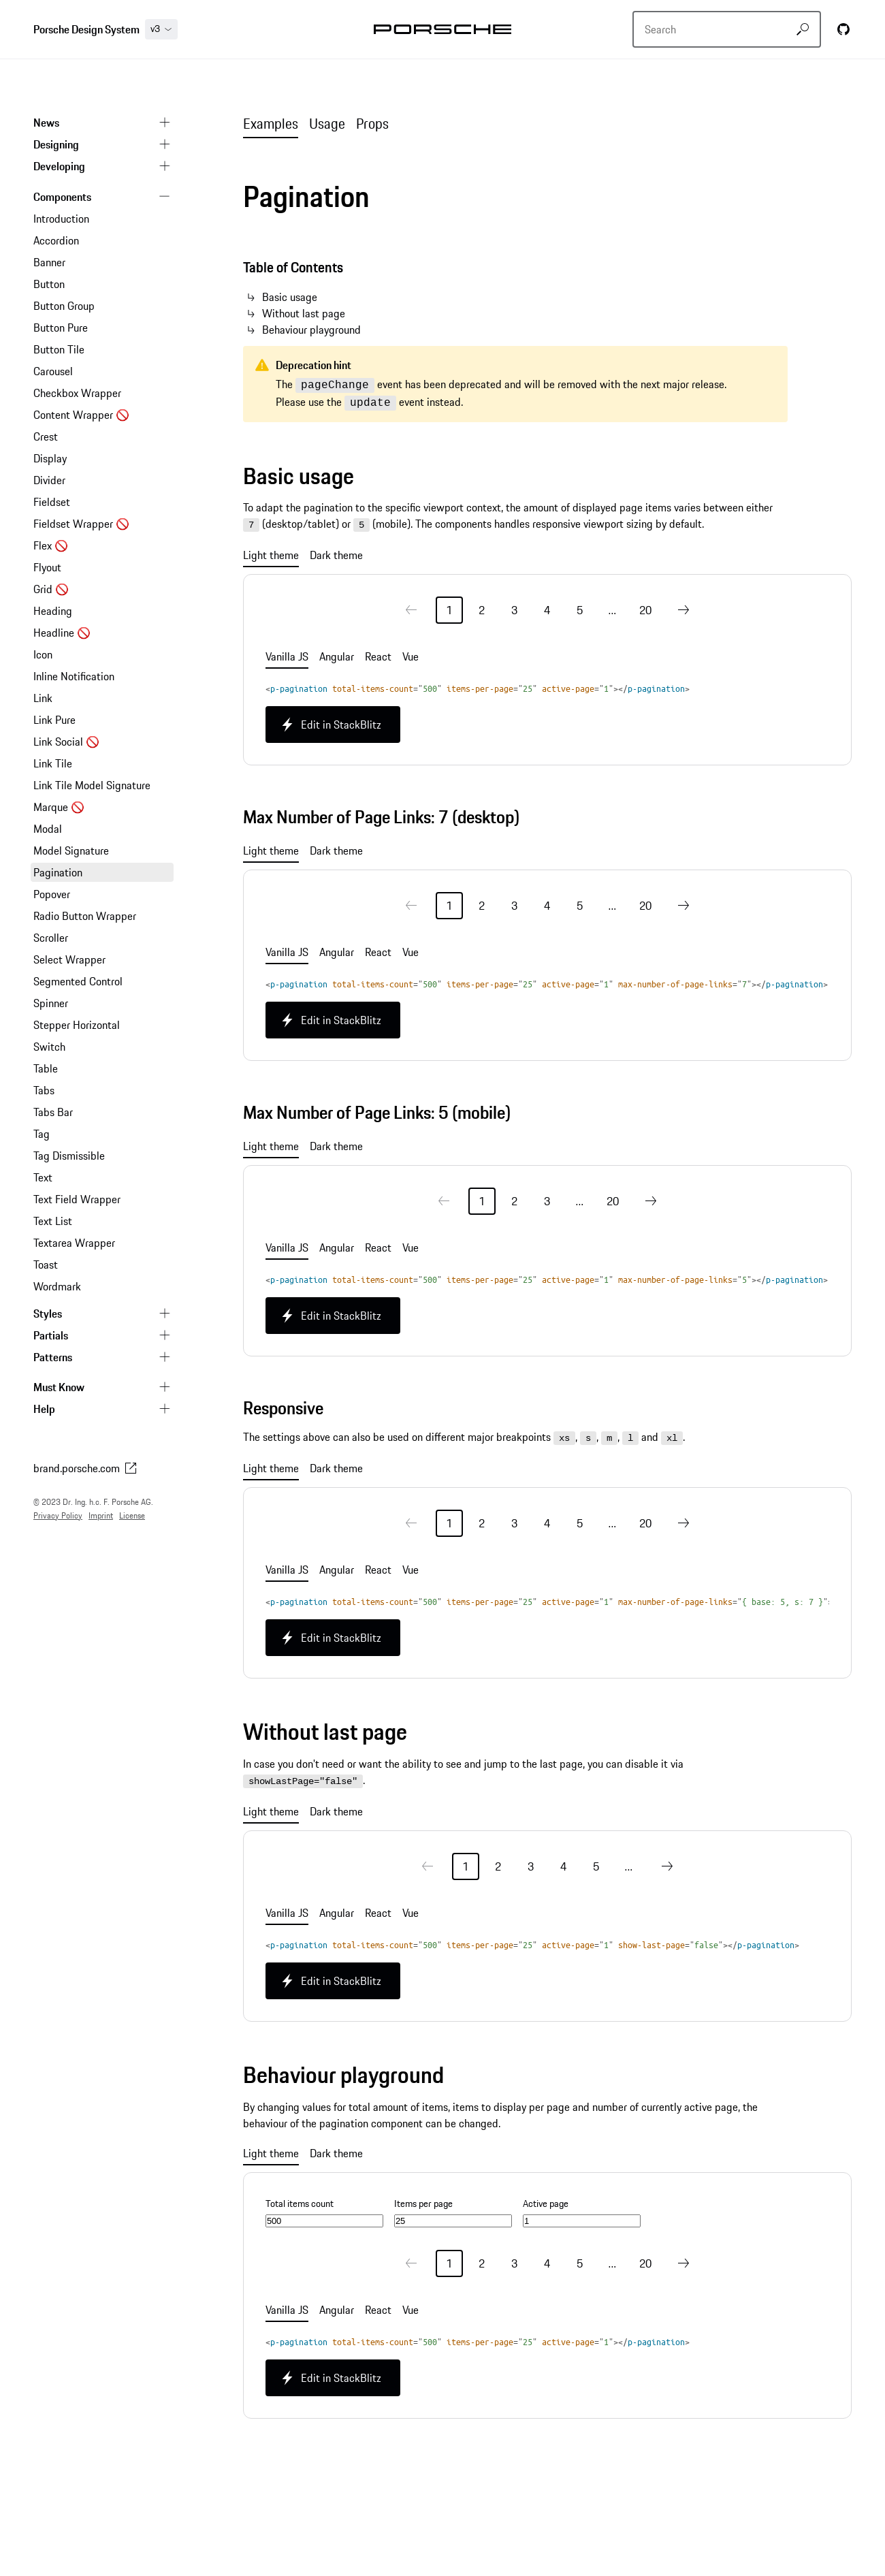 Porsche Design System v3
PORSCHE
Search
News
Designing
Developing
Components
Introduction
Accordion
Banner
Button
Button Group
Button Pure
Button Tile
Carousel
Checkbox Wrapper
Content Wrapper 🚫
Crest
Display
Divider
Fieldset
Fieldset Wrapper 🚫
Flex 🚫
Flyout
Grid 🚫
Heading
Headline 🚫
Icon
Inline Notification
Link
Link Pure
Link Social 🚫
Link Tile
Link Tile Model Signature
Marque 🚫
Modal
Model Signature
Pagination
Popover
Radio Button Wrapper
Scroller
Select Wrapper
Segmented Control
Spinner
Stepper Horizontal
Switch
Table
Tabs
Tabs Bar
Tag
Tag Dismissible
Text
Text Field Wrapper
Text List
Textarea Wrapper
Toast
Wordmark
Styles
Partials
Patterns
Must Know
Help
brand.porsche.com
© 2023 Dr. Ing. h.c. F. Porsche AG.
Privacy Policy Imprint License
Examples Usage Props
Pagination
Table of Contents
Basic usage
Without last page
Behaviour playground
Deprecation hint
The pageChange event has been deprecated and will be removed with the next major release.
Please use the update event instead.
Basic usage
To adapt the pagination to the specific viewport context, the amount of displayed page items varies between either
7 (desktop/tablet) or 5 (mobile). The components handles responsive viewport sizing by default.
Light theme Dark theme
1 2 3 4 5 ... 20
Vanilla JS Angular React Vue
<p-pagination total-items-count="500" items-per-page="25" active-page="1"></p-pagination>
Edit in StackBlitz
Max Number of Page Links: 7 (desktop)
Light theme Dark theme
1 2 3 4 5 ... 20
Vanilla JS Angular React Vue
<p-pagination total-items-count="500" items-per-page="25" active-page="1" max-number-of-page-links="7"></p-pagination>
Edit in StackBlitz
Max Number of Page Links: 5 (mobile)
Light theme Dark theme
1 2 3 ... 20
Vanilla JS Angular React Vue
<p-pagination total-items-count="500" items-per-page="25" active-page="1" max-number-of-page-links="5"></p-pagination>
Edit in StackBlitz
Responsive
The settings above can also be used on different major breakpoints xs, s, m, l and xl.
Light theme Dark theme
1 2 3 4 5 ... 20
Vanilla JS Angular React Vue
<p-pagination total-items-count="500" items-per-page="25" active-page="1" max-number-of-page-links="{ base: 5, s: 7 }"
Edit in StackBlitz
Without last page
In case you don't need or want the ability to see and jump to the last page, you can disable it via
showLastPage="false".
Light theme Dark theme
1 2 3 4 5 ...
Vanilla JS Angular React Vue
<p-pagination total-items-count="500" items-per-page="25" active-page="1" show-last-page="false"></p-pagination>
Edit in StackBlitz
Behaviour playground
By changing values for total amount of items, items to display per page and number of currently active page, the
behaviour of the pagination component can be changed.
Light theme Dark theme
Total items count Items per page Active page
500 25 1
1 2 3 4 5 ... 20
Vanilla JS Angular React Vue
<p-pagination total-items-count="500" items-per-page="25" active-page="1"></p-pagination>
Edit in StackBlitz